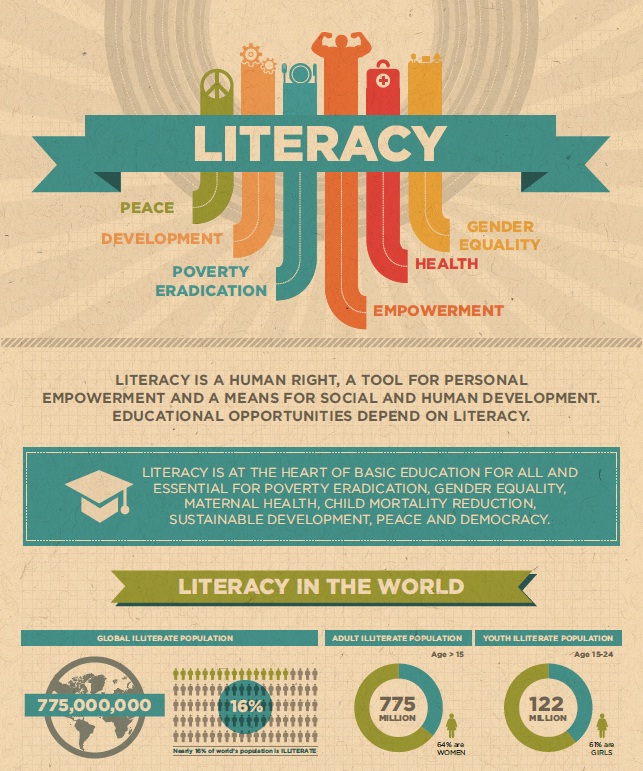 LITERACY
PEACE
DEVELOPMENT
POVERTY
ERADICATION
GENDER
EQUALITY
HEALTH
EMPOWERMENT
LITERACY IS A HUMAN RIGHT, A TOOL FOR PERSONAL
EMPOWERMENT AND A MEANS FOR SOCIAL AND HUMAN DEVELOPMENT.
EDUCATIONAL OPPORTUNITIES DEPEND ON LITERACY.
LITERACY IS AT THE HEART OF BASIC EDUCATION FOR ALL AND
ESSENTIAL FOR POVERTY ERADICATION, GENDER EQUALITY,
MATERNAL HEALTH, CHILD MORTALITY REDUCTION,
SUSTAINABLE DEVELOPMENT, PEACE AND DEMOCRACY.
LITERACY IN THE WORLD
GLOBAL ILLITERATE POPULATION
775,000,000
16%
Nearly 16% of world's population is ILLITERATE
ADULT ILLITERATE POPULATION
Age > 15
775
MILLION
64% are
WOMEN
YOUTH ILLITERATE POPULATION
Age 15-24
122
MILLION
61% are
GIRLS